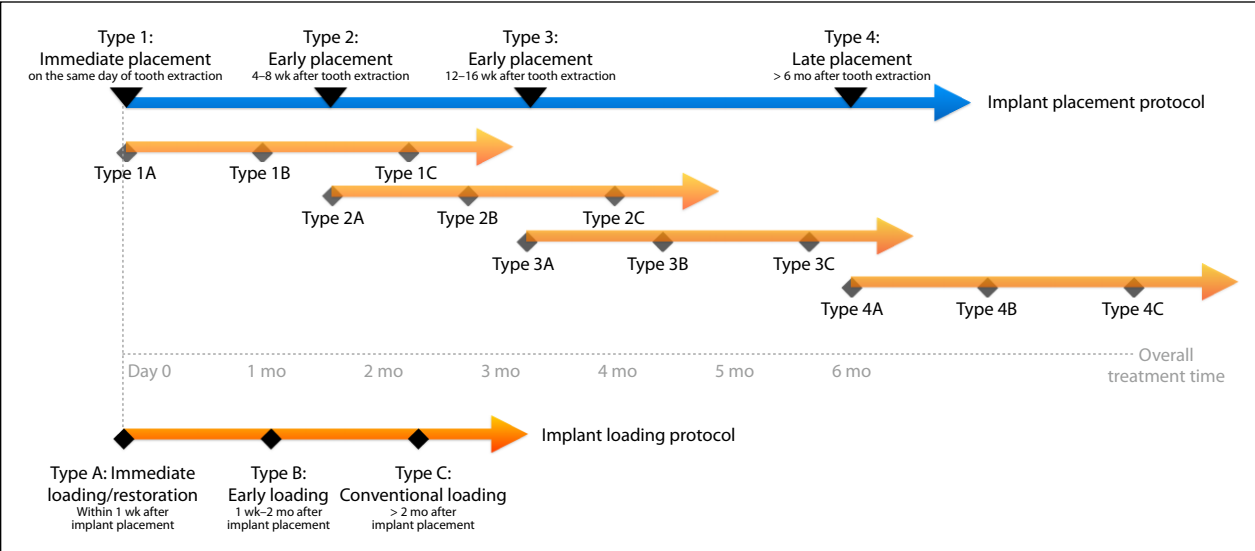 Type 1:
Immediate placement
on the same day of tooth extraction
Type 2:
Early placement
4–8 wk after tooth extraction
Type 3:
Early placement
12–16 wk after tooth extraction
Type 4:
Late placement
> 6 mo after tooth extraction
Implant placement protocol
Type 1A
Type 1B
Type 1C
Type 2A
Type 2B
Type 2C
Type 3A
Type 3B
Type 3C
Type 4A
Type 4B
Type 4C
Day 0
1 mo
2 mo
3 mo
4 mo
5 mo
6 mo
Overall
treatment time
Implant loading protocol
Type A: Immediate
loading/restoration
Within 1 wk after
implant placement
Type B:
Early loading
1 wk–2 mo after
implant placement
Type C:
Conventional loading
> 2 mo after
implant placement